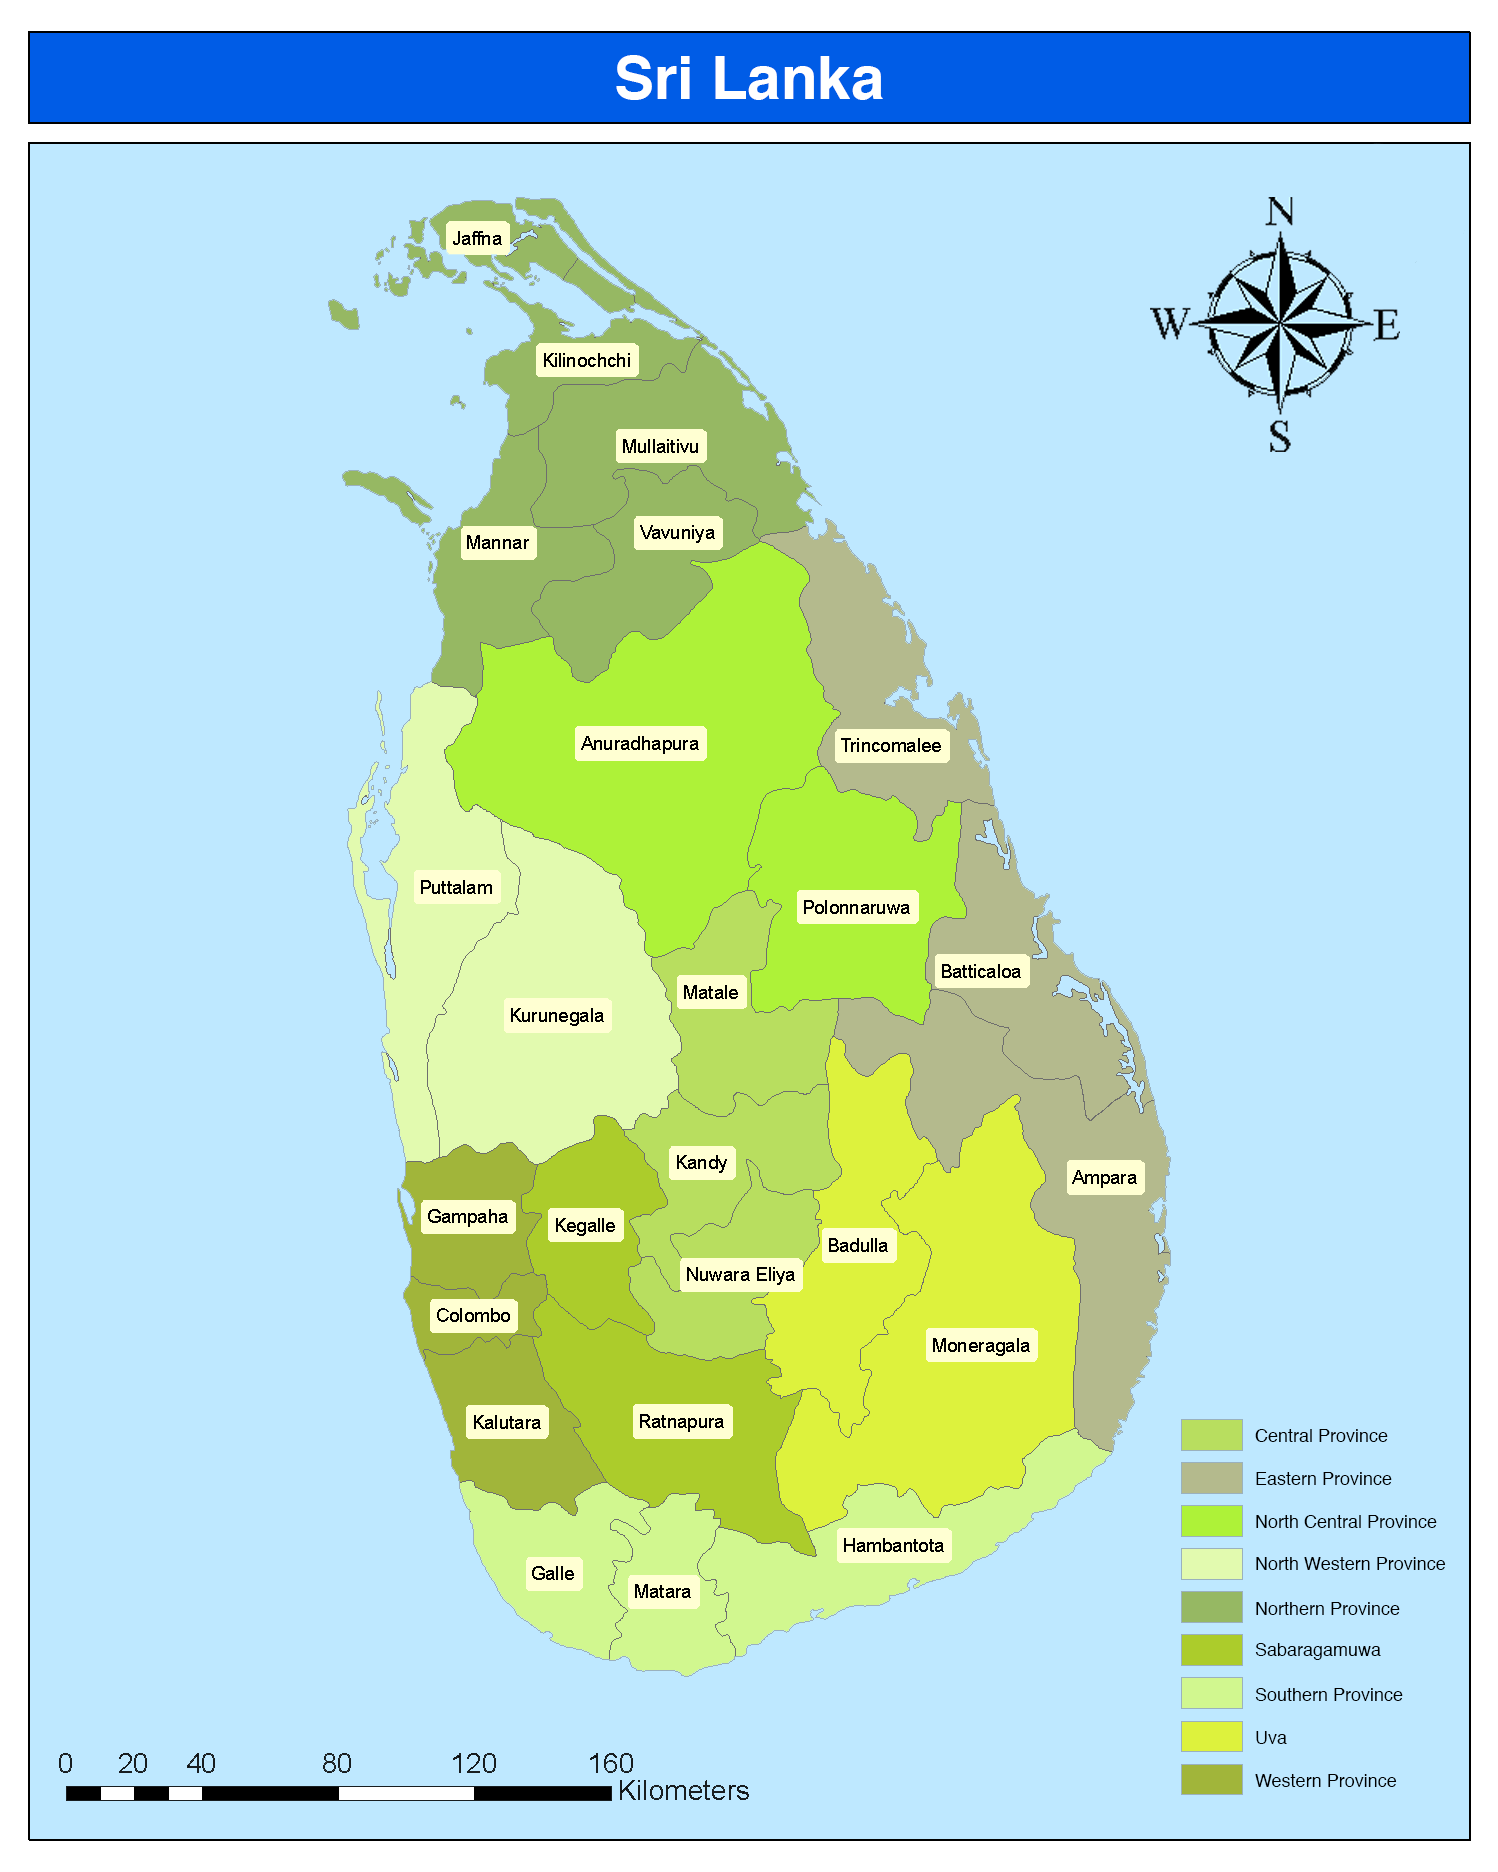 Sri Lanka
N
W E
S
Jaffna
Kilinochchi
Mullaitivu
Vavuniya
Mannar
Anuradhapura
Trincomalee
Puttalam
Polonnaruwa
Batticaloa
Matale
Kurunegala
Kandy
Ampara
Gampaha
Kegalle
Badulla
Nuwara Eliya
Colombo
Moneragala
Kalutara
Ratnapura
Hambantota
Galle
Matara
Central Province
Eastern Province
North Central Province
North Western Province
Northern Province
Sabaragamuwa
Southern Province
Uva
Western Province
0 20 40 80 120 160
Kilometers